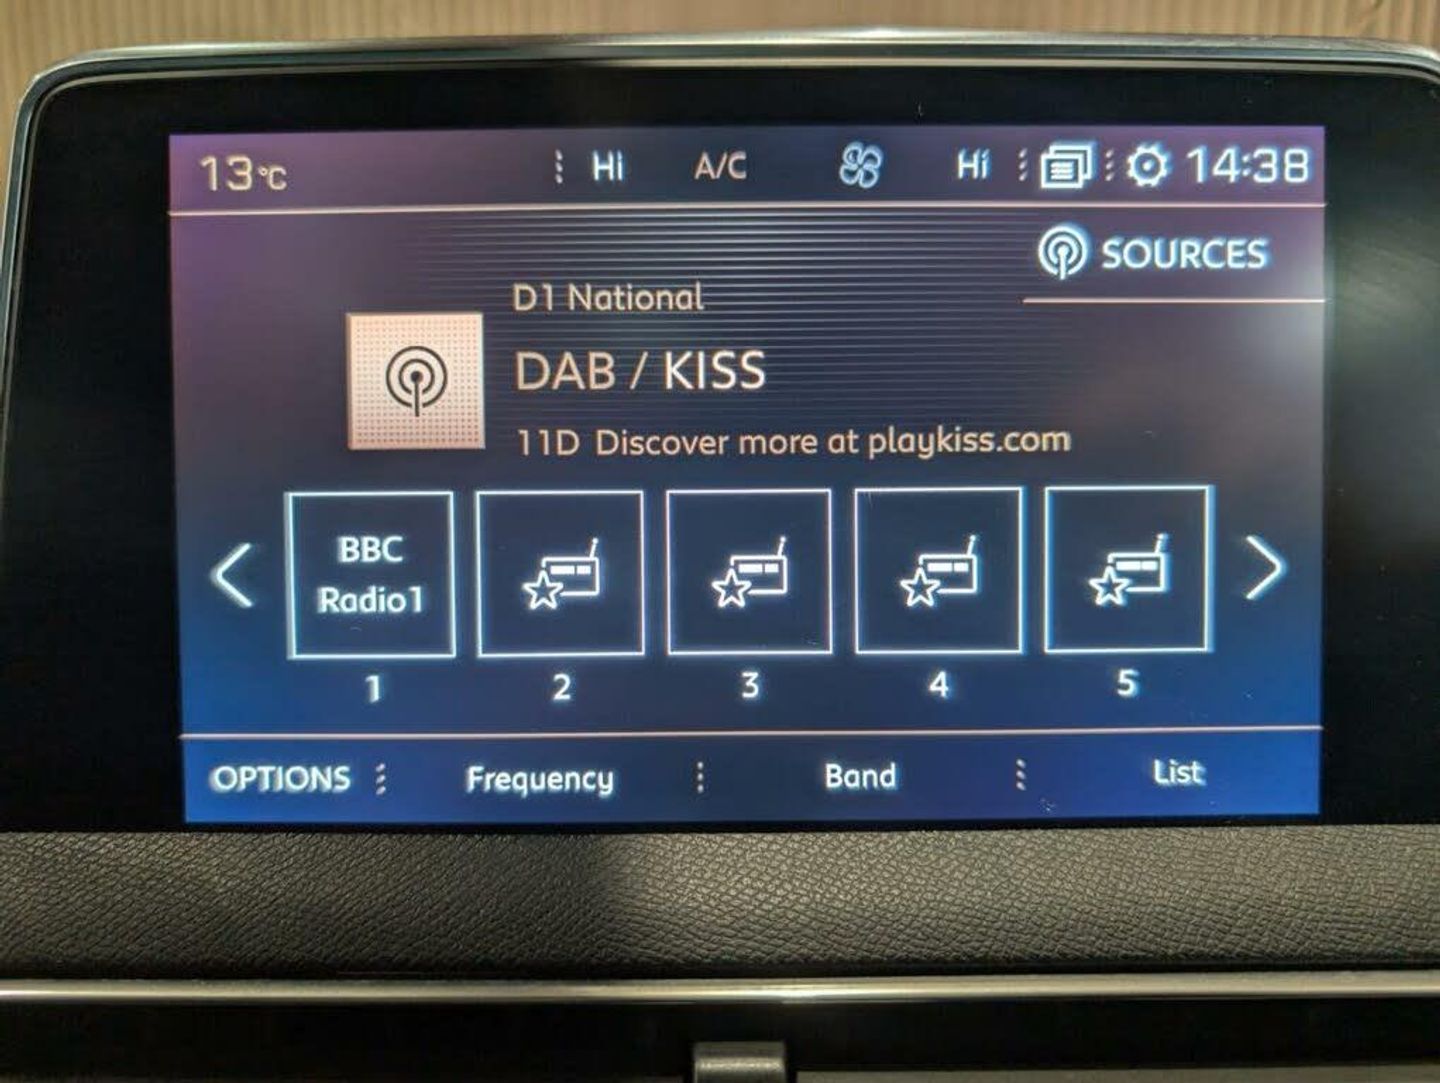 13°C Hi A/C Hi 14:38
SOURCES
D1 National
DAB / KISS
11D Discover more at playkiss.com
BBC
Radio1
1 2 3 4 5
OPTIONS Frequency Band List